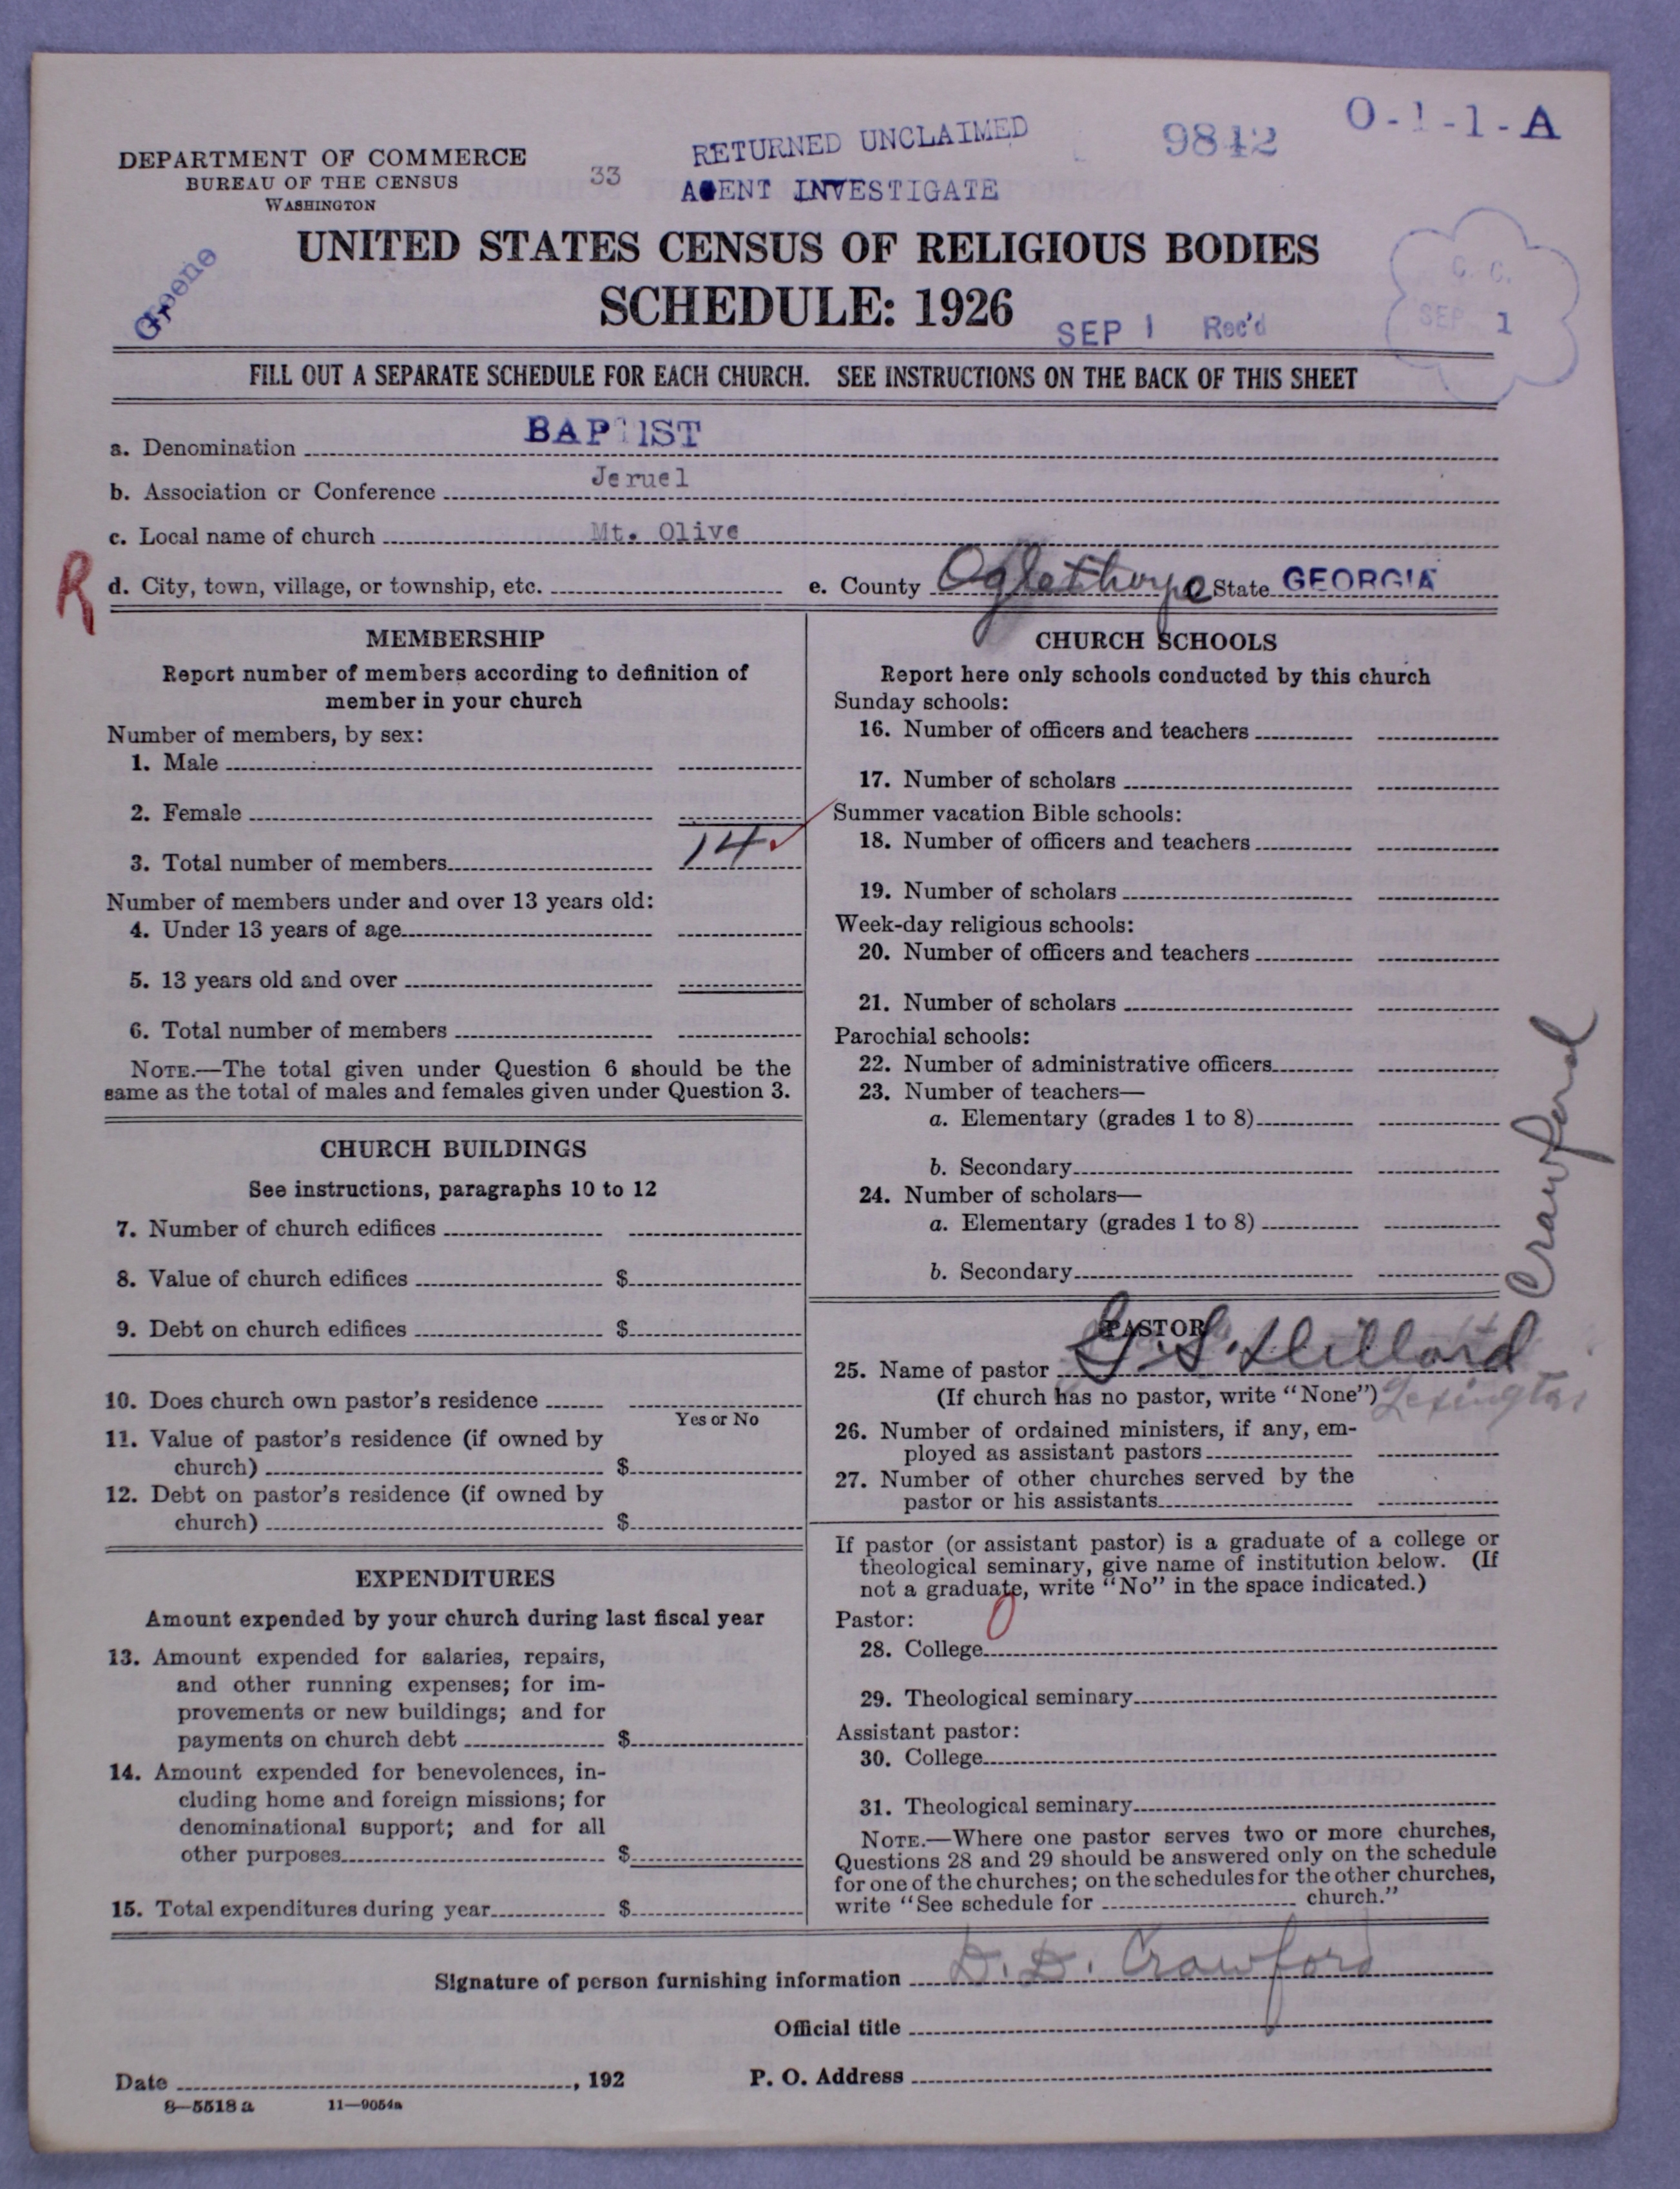 O-1-1-A
9842
RETURNED UNCLAIMED
AGENT INVESTIGATE
33
DEPARTMENT OF COMMERCE
BUREAU OF THE CENSUS
WASHINGTON
Greene
UNITED STATES CENSUS OF RELIGIOUS BODIES
SCHEDULE: 1926
SEP 1 Rec'd
C. C.
SEP 1
FILL OUT A SEPARATE SCHEDULE FOR EACH CHURCH. SEE INSTRUCTIONS ON THE BACK OF THIS SHEET
a. Denomination BAPTIST
b. Association or Conference Jeruel
c. Local name of church Mt. Olive
R
d. City, town, village, or township, etc. e. County Oglethorpe State GEORGIA
MEMBERSHIP
Report number of members according to definition of
member in your church
Number of members, by sex:
1. Male
2. Female
3. Total number of members 14
Number of members under and over 13 years old:
4. Under 13 years of age
5. 13 years old and over
6. Total number of members
NOTE.—The total given under Question 6 should be the
same as the total of males and females given under Question 3.
CHURCH BUILDINGS
See instructions, paragraphs 10 to 12
7. Number of church edifices
8. Value of church edifices $
9. Debt on church edifices $
10. Does church own pastor's residence
Yes or No
11. Value of pastor's residence (if owned by
church) $
12. Debt on pastor's residence (if owned by
church) $
EXPENDITURES
Amount expended by your church during last fiscal year
13. Amount expended for salaries, repairs,
and other running expenses; for im-
provements or new buildings; and for
payments on church debt $
14. Amount expended for benevolences, in-
cluding home and foreign missions; for
denominational support; and for all
other purposes $
15. Total expenditures during year $
CHURCH SCHOOLS
Report here only schools conducted by this church
Sunday schools:
16. Number of officers and teachers
17. Number of scholars
Summer vacation Bible schools:
18. Number of officers and teachers
19. Number of scholars
Week-day religious schools:
20. Number of officers and teachers
21. Number of scholars
Parochial schools:
22. Number of administrative officers
23. Number of teachers—
a. Elementary (grades 1 to 8)
b. Secondary
24. Number of scholars—
a. Elementary (grades 1 to 8)
b. Secondary
Crawford
PASTOR
25. Name of pastor G. S. Dillard
(If church has no pastor, write "None") Lexington
26. Number of ordained ministers, if any, em-
ployed as assistant pastors
27. Number of other churches served by the
pastor or his assistants
If pastor (or assistant pastor) is a graduate of a college or
theological seminary, give name of institution below. (If
not a graduate, write "No" in the space indicated.)
Pastor: 0
28. College
29. Theological seminary
Assistant pastor:
30. College
31. Theological seminary
NOTE.—Where one pastor serves two or more churches,
Questions 28 and 29 should be answered only on the schedule
for one of the churches; on the schedules for the other churches,
write "See schedule for church."
Signature of person furnishing information D. D. Crawford
Official title
Date , 192 P. O. Address
8—5518 a 11—9054a